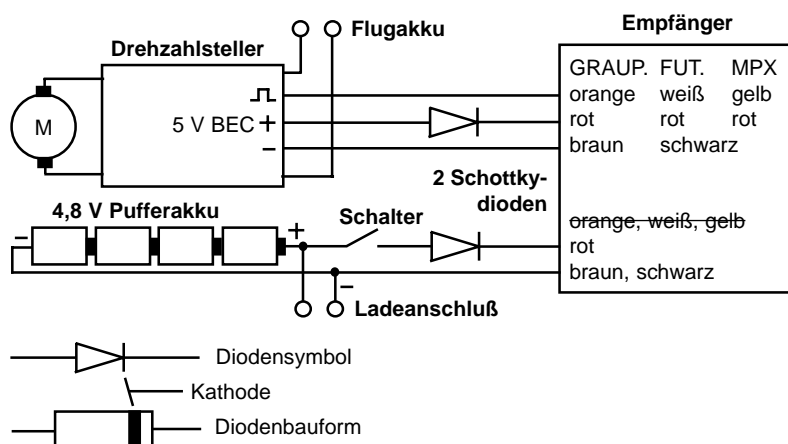 Flugakku
Empfänger
Drehzahlsteller
GRAUP. FUT. MPX
orange weiß gelb
M
5 V BEC +
rot rot rot
–
braun schwarz
2 Schottky-
dioden
4,8 V Pufferakku
Schalter
orange, weiß, gelb
– +
rot
braun, schwarz
–
Ladeanschluß
Diodensymbol
Kathode
Diodenbauform